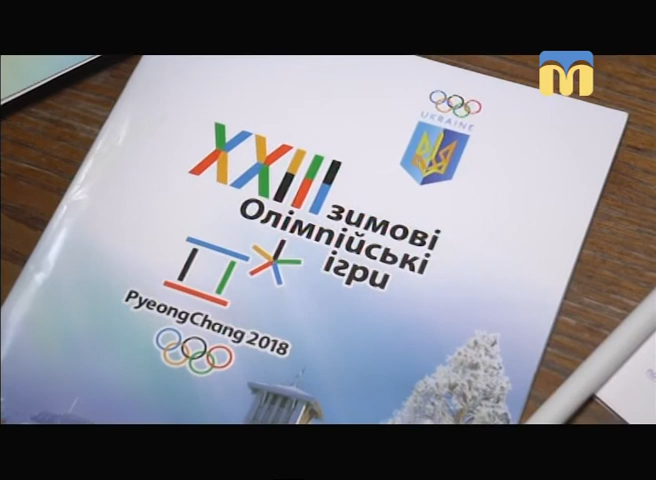 UKRAINE
XXIII
зимові
Олімпійські
ігри
PyeongChang 2018